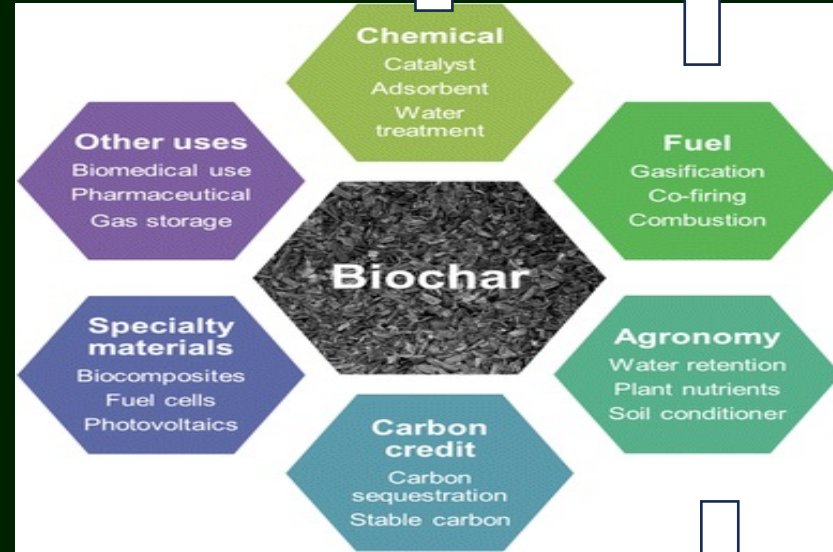 Chemical
Catalyst
Adsorbent
Water
treatment
Other uses
Biomedical use
Pharmaceutical
Gas storage
Fuel
Gasification
Co-firing
Combustion
Biochar
Specialty
materials
Biocomposites
Fuel cells
Photovoltaics
Agronomy
Water retention
Plant nutrients
Soil conditioner
Carbon
credit
Carbon
sequestration
Stable carbon